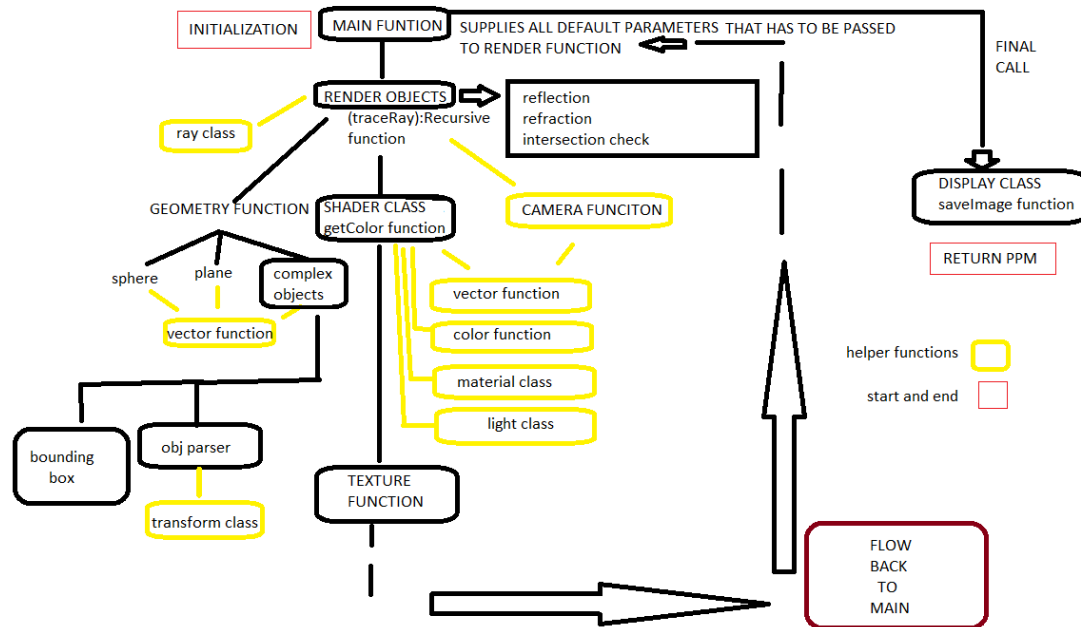 INITIALIZATION
MAIN FUNTION
SUPPLIES ALL DEFAULT PARAMETERS THAT HAS TO BE PASSED
TO RENDER FUNCTION
FINAL
CALL
RENDER OBJECTS
(traceRay):Recursive
function
reflection
refraction
intersection check
ray class
DISPLAY CLASS
saveImage function
RETURN PPM
GEOMETRY FUNCTION
SHADER CLASS
getColor function
CAMERA FUNCITON
sphere
plane
complex
objects
vector function
vector function
color function
material class
light class
helper functions
start and end
bounding
box
obj parser
transform class
TEXTURE
FUNCTION
FLOW
BACK
TO
MAIN